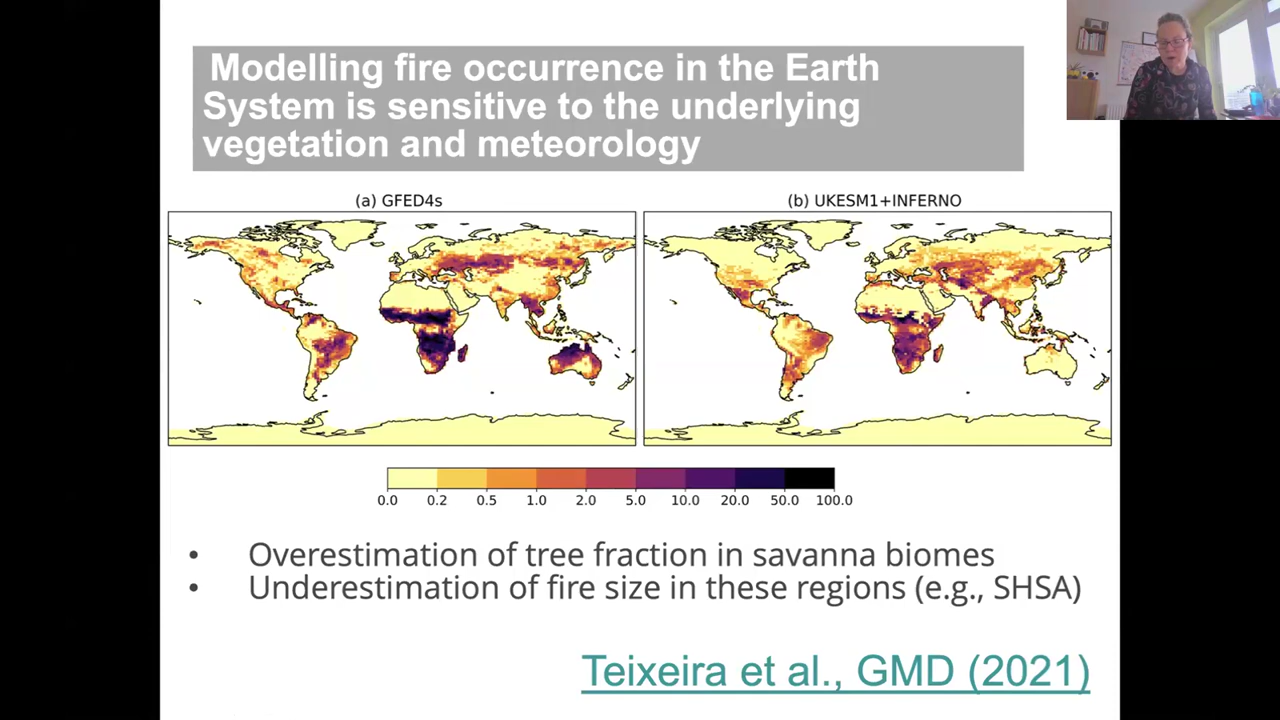 Modelling fire occurrence in the Earth
System is sensitive to the underlying
vegetation and meteorology
(a) GFED4s
(b) UKESM1+INFERNO
0.0 0.2 0.5 1.0 2.0 5.0 10.0 20.0 50.0 100.0
• Overestimation of tree fraction in savanna biomes
• Underestimation of fire size in these regions (e.g., SHSA)
Teixeira et al., GMD (2021)